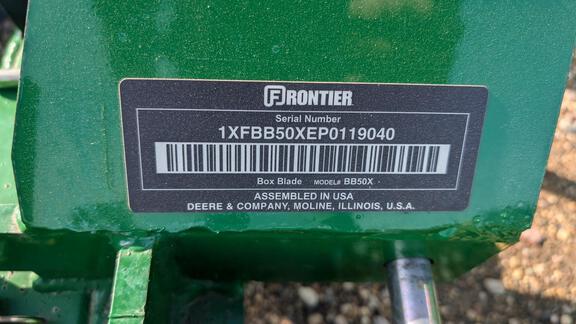 FRONTIER
Serial Number
1XFBB50XEP0119040
Box Blade MODEL# BB50X
ASSEMBLED IN USA
DEERE & COMPANY, MOLINE, ILLINOIS, U.S.A.